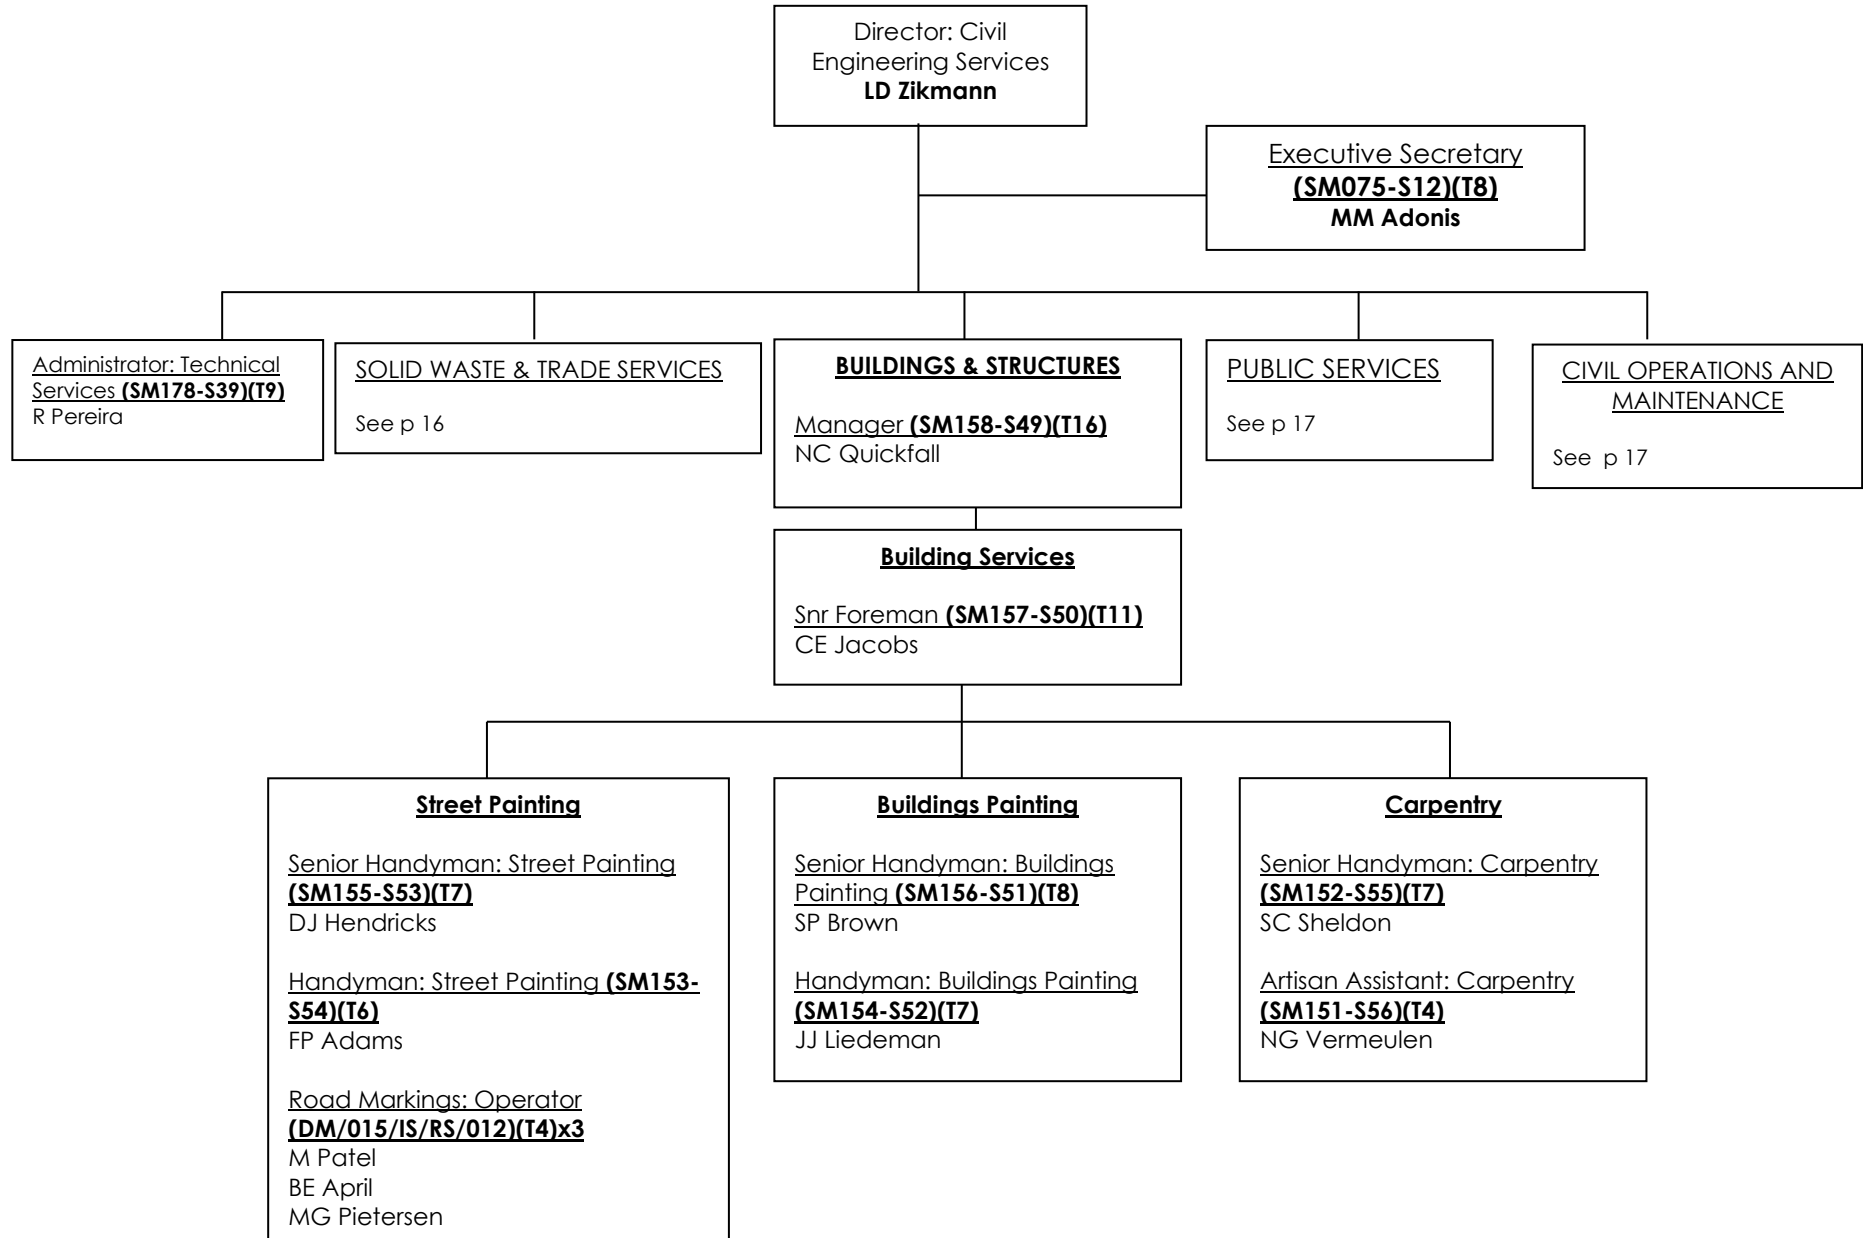 Director: Civil
Engineering Services
LD Zikmann
Executive Secretary
(SM075-S12)(T8)
MM Adonis
Administrator: Technical
Services (SM178-S39)(T9)
R Pereira
SOLID WASTE & TRADE SERVICES
See p 16
BUILDINGS & STRUCTURES
Manager (SM158-S49)(T16)
NC Quickfall
PUBLIC SERVICES
See p 17
CIVIL OPERATIONS AND
MAINTENANCE
See p 17
Building Services
Snr Foreman (SM157-S50)(T11)
CE Jacobs
Street Painting
Senior Handyman: Street Painting
(SM155-S53)(T7)
DJ Hendricks
Handyman: Street Painting (SM153-
S54)(T6)
FP Adams
Road Markings: Operator
(DM/015/IS/RS/012)(T4)x3
M Patel
BE April
MG Pietersen
Buildings Painting
Senior Handyman: Buildings
Painting (SM156-S51)(T8)
SP Brown
Handyman: Buildings Painting
(SM154-S52)(T7)
JJ Liedeman
Carpentry
Senior Handyman: Carpentry
(SM152-S55)(T7)
SC Sheldon
Artisan Assistant: Carpentry
(SM151-S56)(T4)
NG Vermeulen